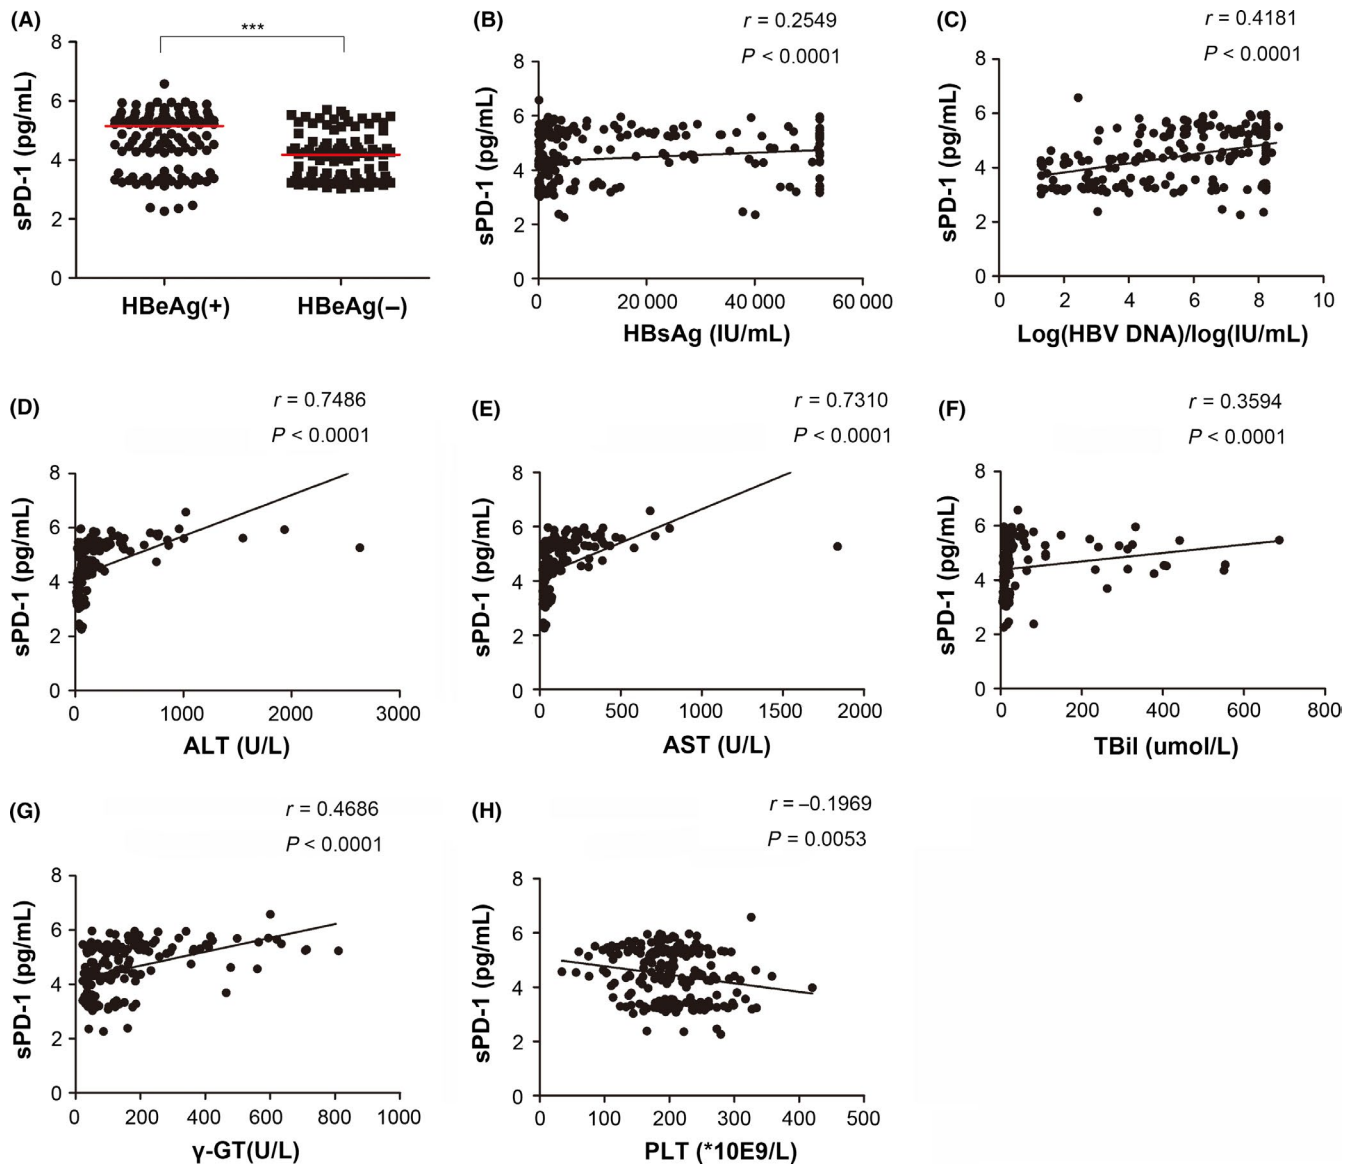 (A)
***
sPD-1 (pg/mL)
8
6
4
2
0
HBeAg(+) HBeAg(–)
(B)
r = 0.2549
P < 0.0001
sPD-1 (pg/mL)
8
6
4
2
0
0 20 000 40 000 60 000
HBsAg (IU/mL)
(C)
r = 0.4181
P < 0.0001
sPD-1 (pg/mL)
8
6
4
2
0
0 2 4 6 8 10
Log(HBV DNA)/log(IU/mL)
(D)
r = 0.7486
P < 0.0001
sPD-1 (pg/mL)
8
6
4
2
0
0 1000 2000 3000
ALT (U/L)
(E)
r = 0.7310
P < 0.0001
sPD-1 (pg/mL)
8
6
4
2
0
0 500 1000 1500 2000
AST (U/L)
(F)
r = 0.3594
P < 0.0001
sPD-1 (pg/mL)
8
6
4
2
0
0 200 400 600 800
TBil (umol/L)
(G)
r = 0.4686
P < 0.0001
sPD-1 (pg/mL)
8
6
4
2
0
0 200 400 600 800 1000
γ-GT(U/L)
(H)
r = –0.1969
P = 0.0053
sPD-1 (pg/mL)
8
6
4
2
0
0 100 200 300 400 500
PLT (*10E9/L)